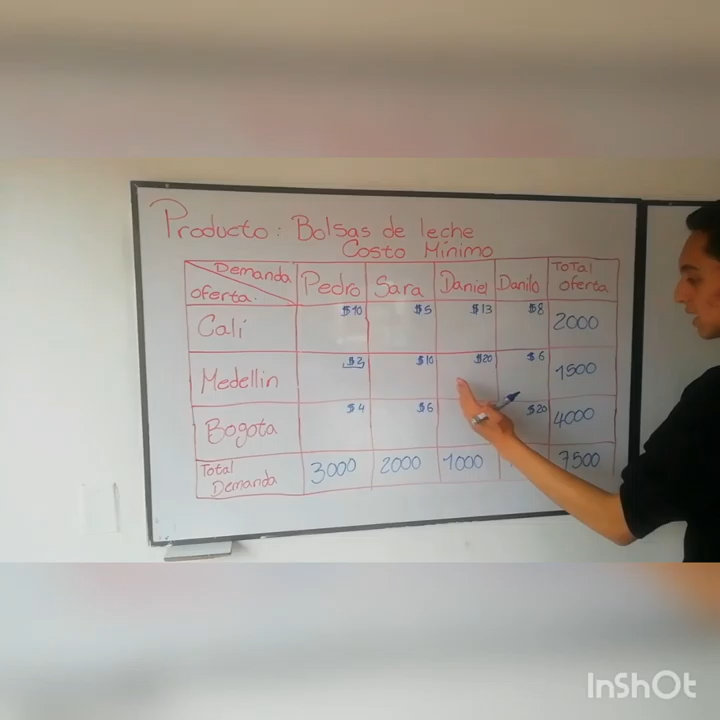 Producto: Bolsas de leche
Costo Mínimo
Demanda
oferta.
Pedro Sara Daniel Danilo Total oferta
Cali $10 $5 $13 $8 2000
Medellin $2 $10 $20 $6 1500
Bogota $4 $6 $20 4000
Total Demanda 3000 2000 1000 7500
InShOt